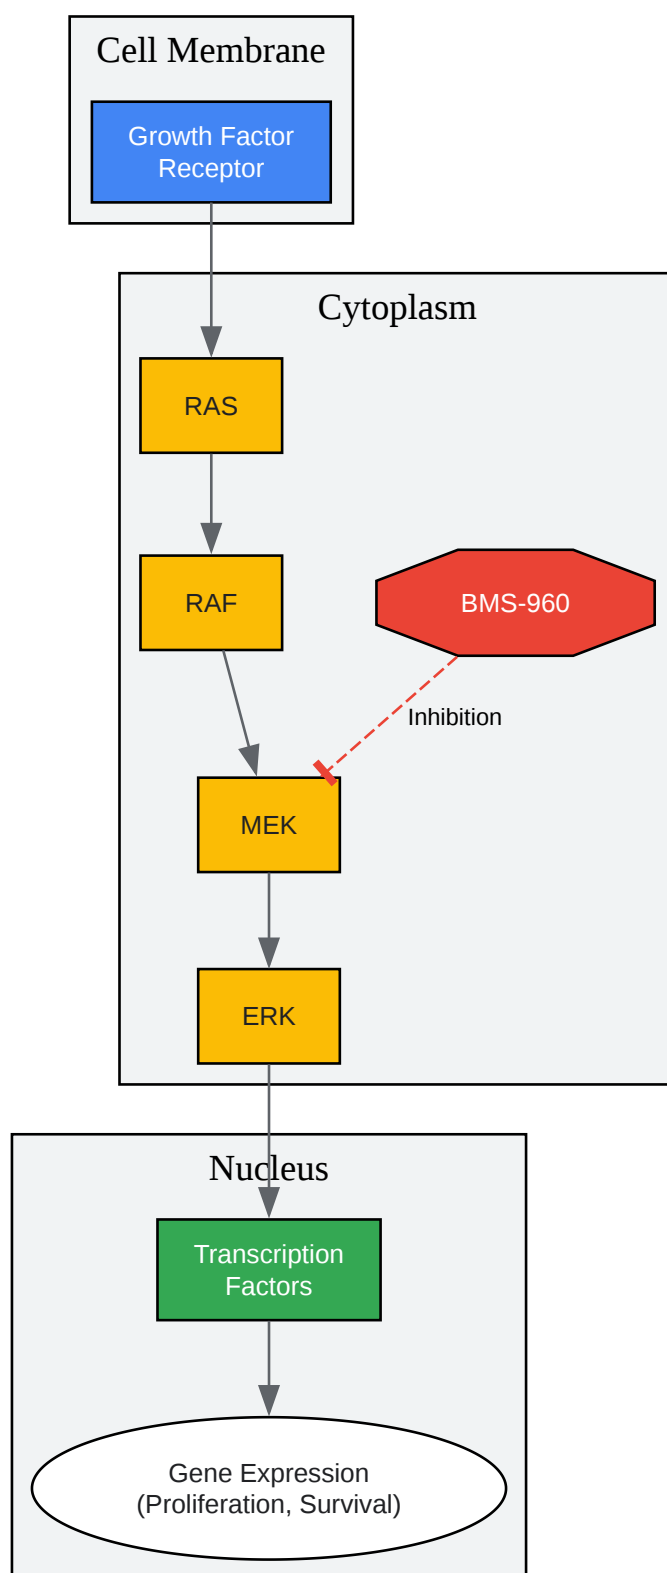 Cell Membrane
Growth Factor
Receptor
Cytoplasm
RAS
RAF
BMS-960
Inhibition
MEK
ERK
Nucleus
Transcription
Factors
Gene Expression
(Proliferation, Survival)